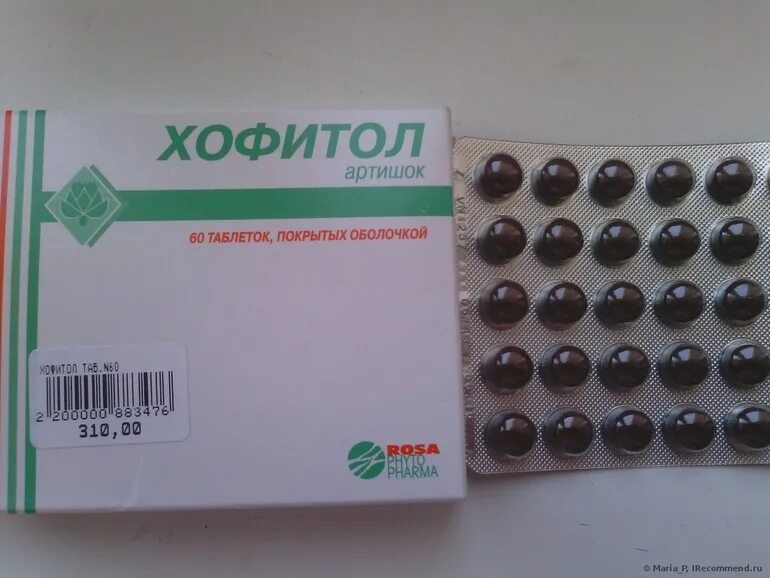 ХОФИТОЛ
артишок
60 ТАБЛЕТОК, ПОКРЫТЫХ ОБОЛОЧКОЙ
ХОФИТОЛ ТАБ.N60
2 200000 883476
310,00
ROSA
PHYTO
PHARMA
© Maria_P, IRecommend.ru